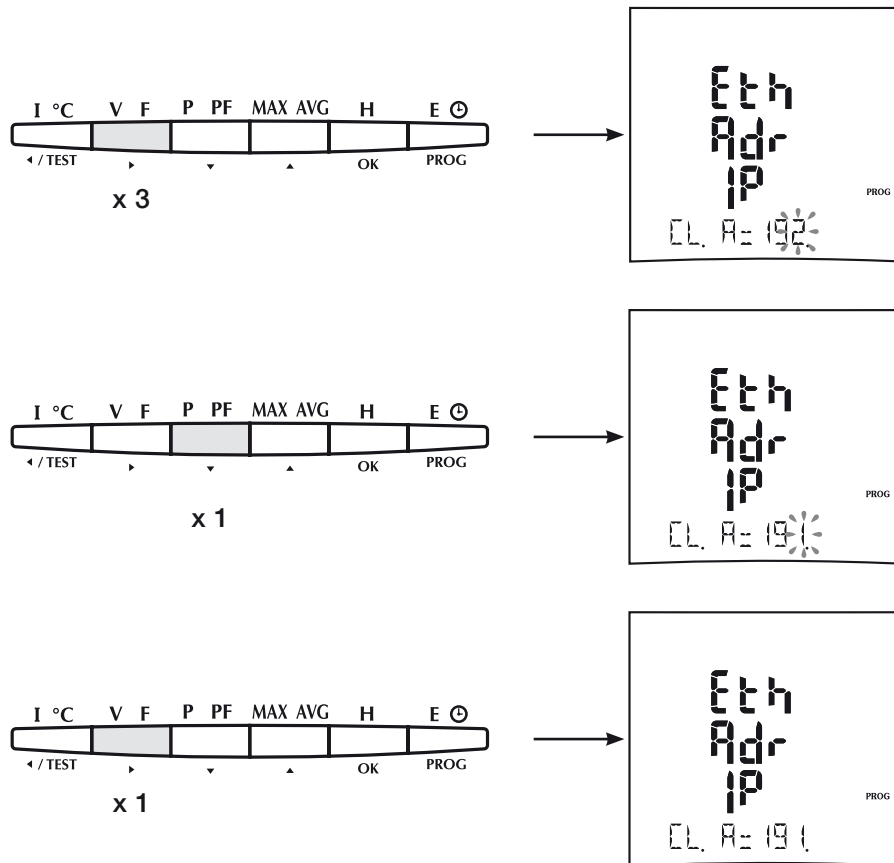 Eth
I °C V F P PF MAX AVG H E
Adr
/ TEST OK PROG
IP
PROG
x 3
CL. A=192.
Eth
I °C V F P PF MAX AVG H E
Adr
/ TEST OK PROG
IP
PROG
x 1
CL. A=191.
Eth
I °C V F P PF MAX AVG H E
Adr
/ TEST OK PROG
IP
PROG
x 1
CL. A=191.